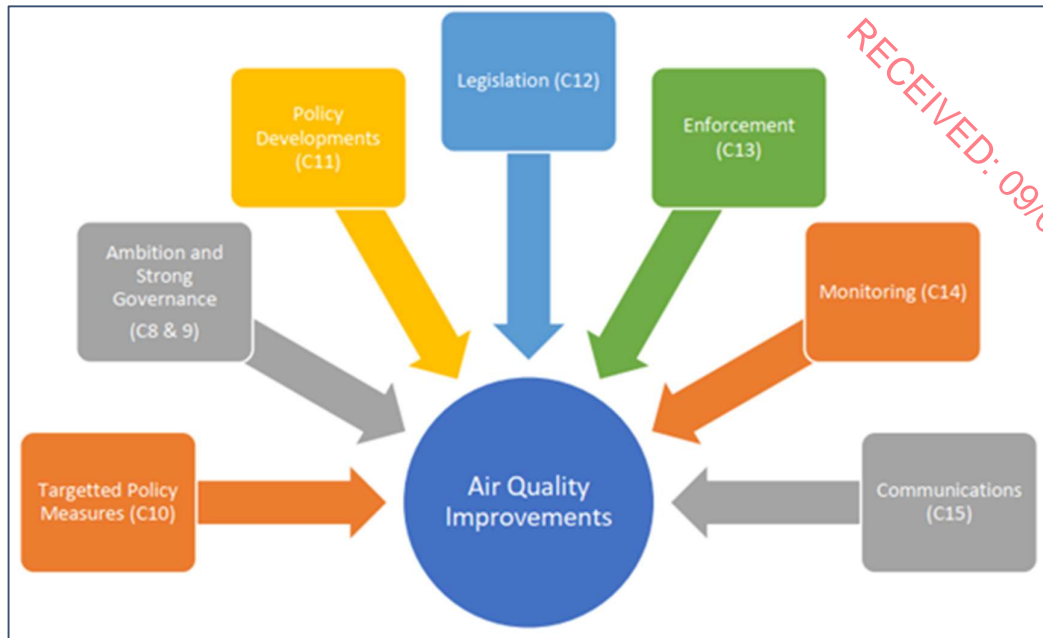 Legislation (C12)
Policy
Developments
(C11)
Enforcement
(C13)
Ambition and
Strong
Governance
(C8 & 9)
Monitoring (C14)
Targetted Policy
Measures (C10)
Air Quality
Improvements
Communications
(C15)
RECEIVED: